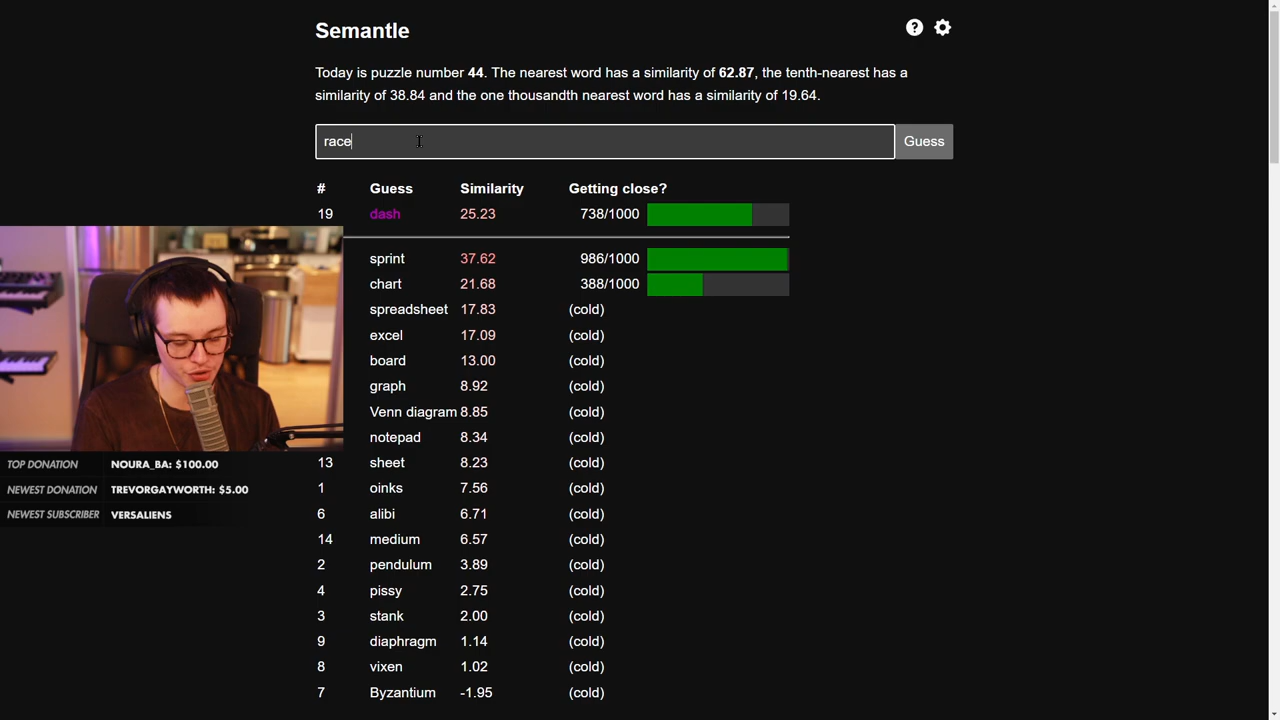 Semantle
Today is puzzle number 44. The nearest word has a similarity of 62.87, the tenth-nearest has a
similarity of 38.84 and the one thousandth nearest word has a similarity of 19.64.
race Guess
# Guess Similarity Getting close?
19 dash 25.23 738/1000
sprint 37.62 986/1000
chart 21.68 388/1000
spreadsheet 17.83 (cold)
excel 17.09 (cold)
board 13.00 (cold)
graph 8.92 (cold)
Venn diagram 8.85 (cold)
notepad 8.34 (cold)
13 sheet 8.23 (cold)
1 oinks 7.56 (cold)
6 alibi 6.71 (cold)
14 medium 6.57 (cold)
2 pendulum 3.89 (cold)
4 pissy 2.75 (cold)
3 stank 2.00 (cold)
9 diaphragm 1.14 (cold)
8 vixen 1.02 (cold)
7 Byzantium -1.95 (cold)
TOP DONATION NOURA_BA: $100.00
NEWEST DONATION TREVORGAYWORTH: $5.00
NEWEST SUBSCRIBER VERSALIENS